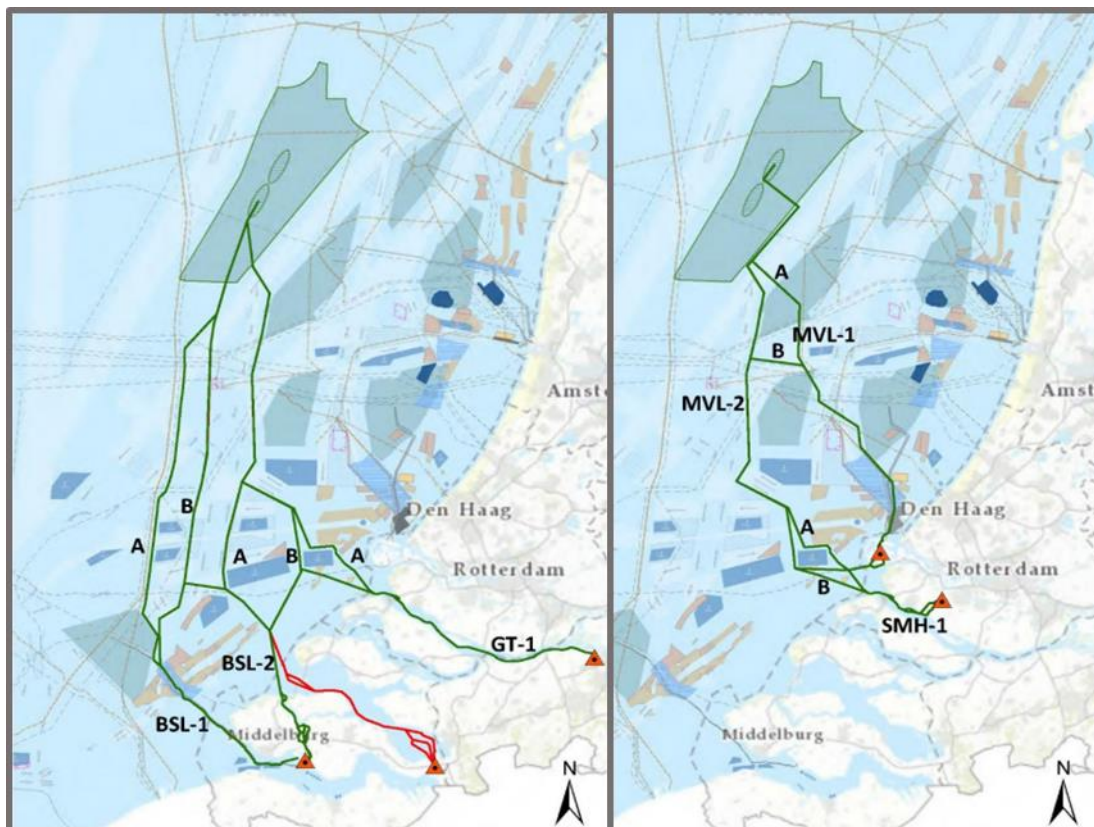 A
B
A
B
A
Den Haag
Rotterdam
Amste
GT-1
BSL-2
BSL-1
Middelburg
N
A
MVL-1
B
MVL-2
Amst
Den Haag
A
Rotterdam
B
SMH-1
Middelburg
N